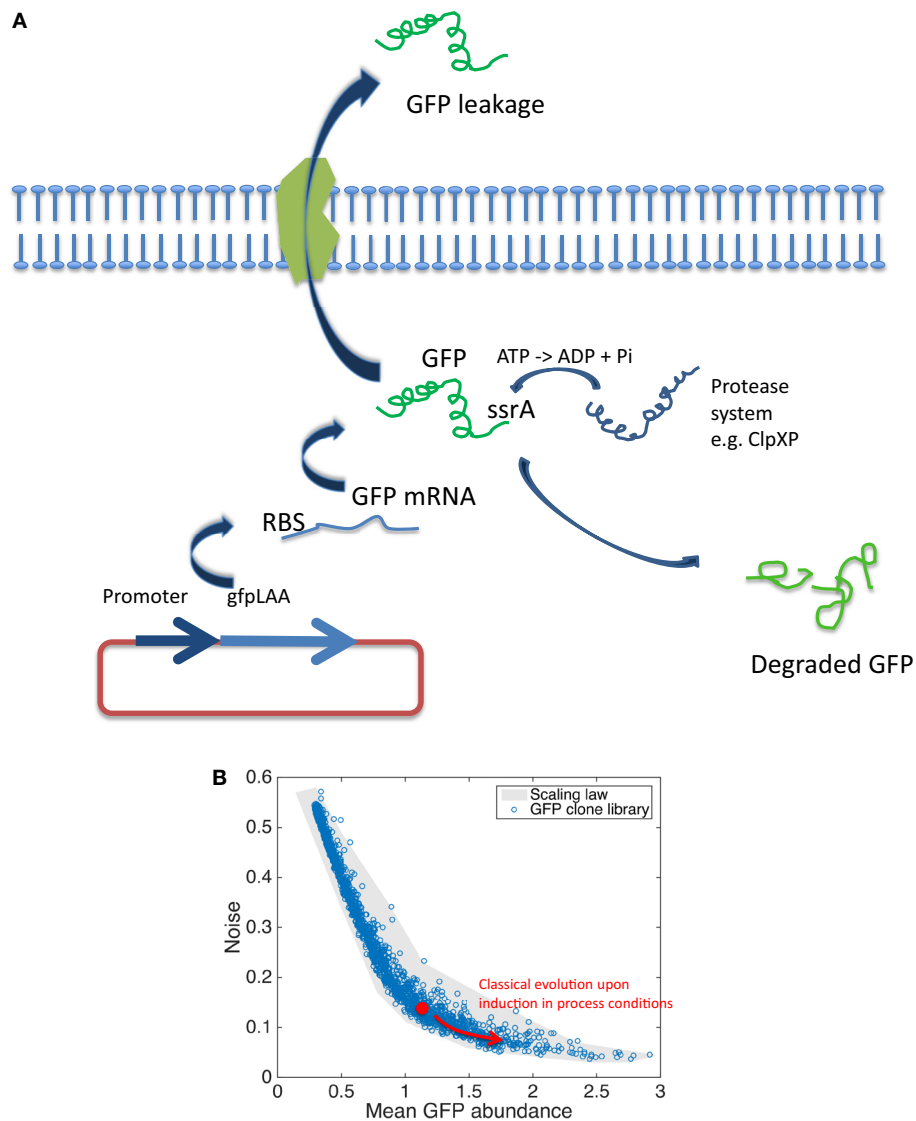 A
GFP leakage
GFP
ATP -> ADP + Pi
ssrA
Protease
system
e.g. ClpXP
GFP mRNA
RBS
Promoter
gfpLAA
Degraded GFP
B
0.6
0.5
0.4
0.3
0.2
0.1
0
Noise
Scaling law
GFP clone library
Classical evolution upon
induction in process conditions
0
0.5
1
1.5
2
2.5
3
Mean GFP abundance